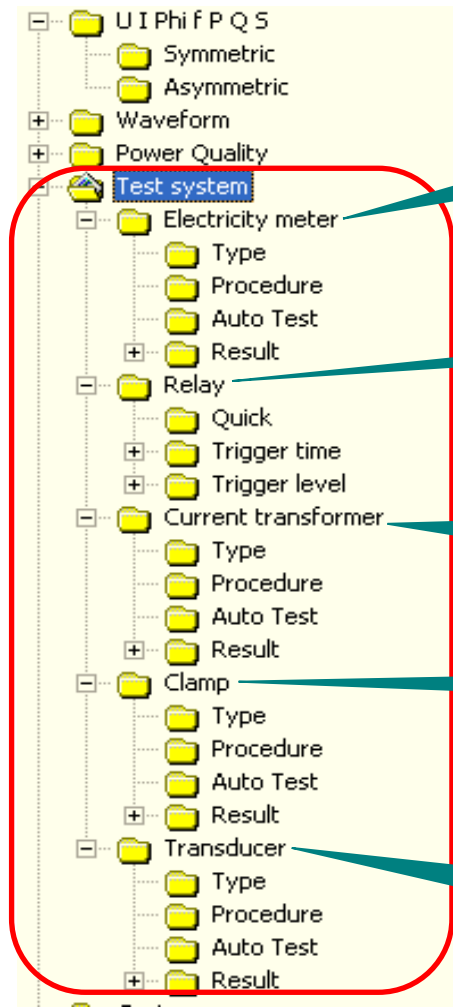 U I Phi f P Q S
Symmetric
Asymmetric
Waveform
Power Quality
Test system
Electricity meter
Type
Procedure
Auto Test
Result
Relay
Quick
Trigger time
Trigger level
Current transformer
Type
Procedure
Auto Test
Result
Clamp
Type
Procedure
Auto Test
Result
Transducer
Type
Procedure
Auto Test
Result